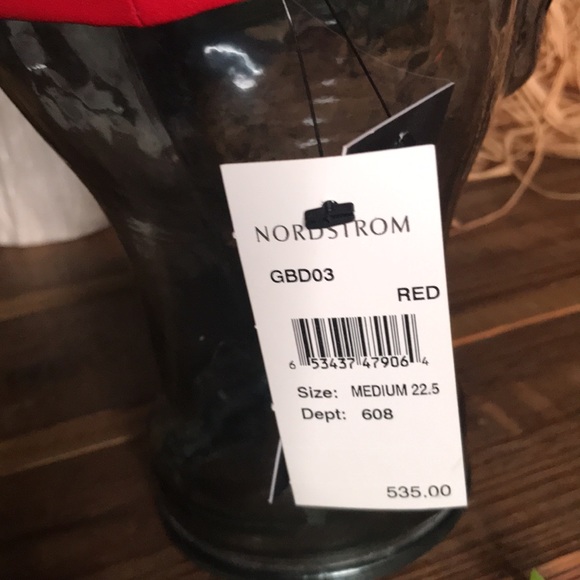 NORDSTROM
GBD03
RED
6 53437 47906 4
Size: MEDIUM 22.5
Dept: 608
535.00